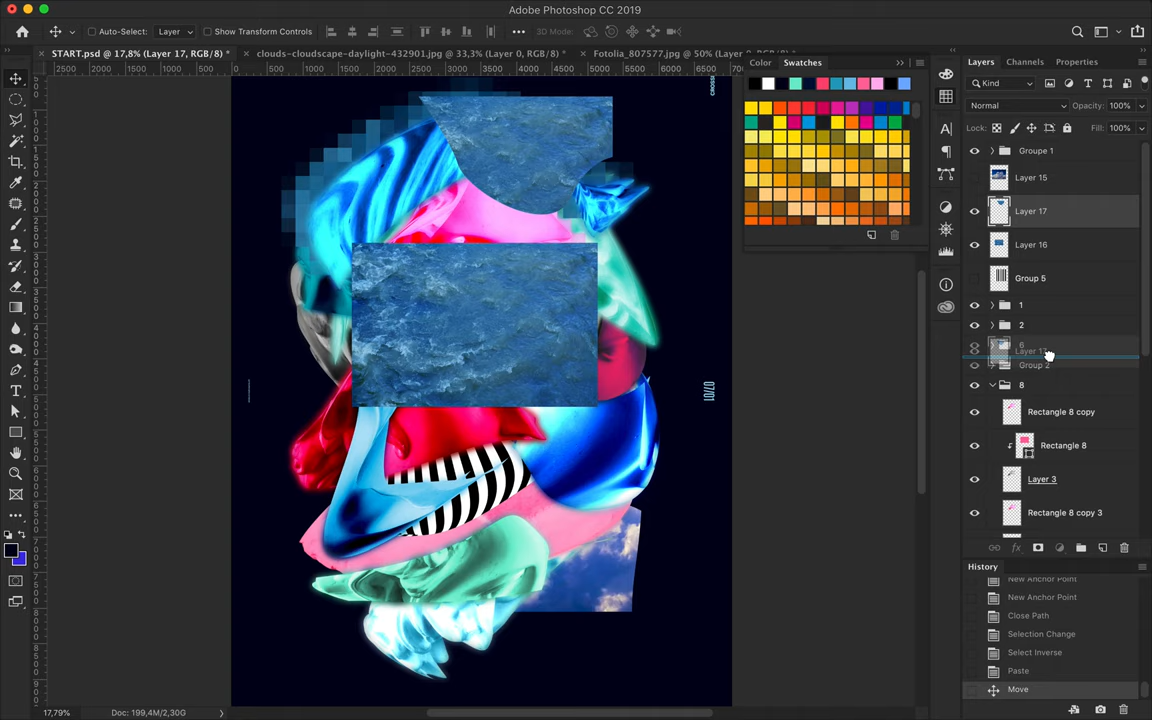 Adobe Photoshop CC 2019
Auto-Select: Layer Show Transform Controls
START.psd @ 17,8% (Layer 17, RGB/8) * clouds-cloudscape-daylight-432901.jpg @ 33,3% (Layer 0, RGB/8) * Fotolia_807577.jpg @ 50%
2500 2000 1500 1000 500 0 500 1000 1500 2000 2500 3000 3500 4000 4500 5000 5500 6000 6500
07/01
Color Swatches
Layers Channels Properties
Kind
Normal Opacity: 100%
Lock: Fill: 100%
Groupe 1
Layer 15
Layer 17
Layer 16
Group 5
1
2
6
Layer 17
Group 2
8
Rectangle 8 copy
Rectangle 8
Layer 3
Rectangle 8 copy 3
History
New Anchor Point
New Anchor Point
Close Path
Selection Change
Select Inverse
Paste
Move
17,79% Doc: 199,4M/2,30G